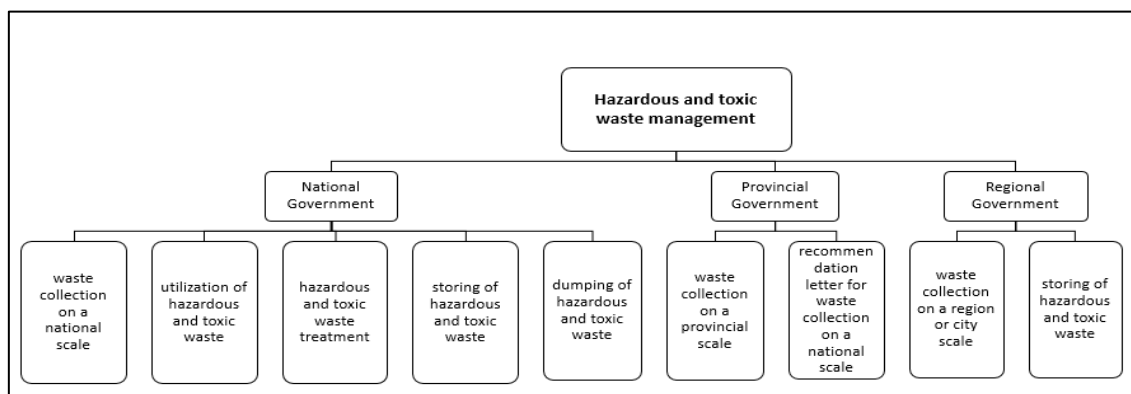 Hazardous and toxic
waste management
National
Government
Provincial
Government
Regional
Government
waste
collection
on a
national
scale
utilization of
hazardous
and toxic
waste
hazardous
and toxic
waste
treatment
storing of
hazardous
and toxic
waste
dumping of
hazardous
and toxic
waste
waste
collection
on a
provincial
scale
recommen
dation
letter for
waste
collection
on a
national
scale
waste
collection
on a region
or city
scale
storing of
hazardous
and toxic
waste